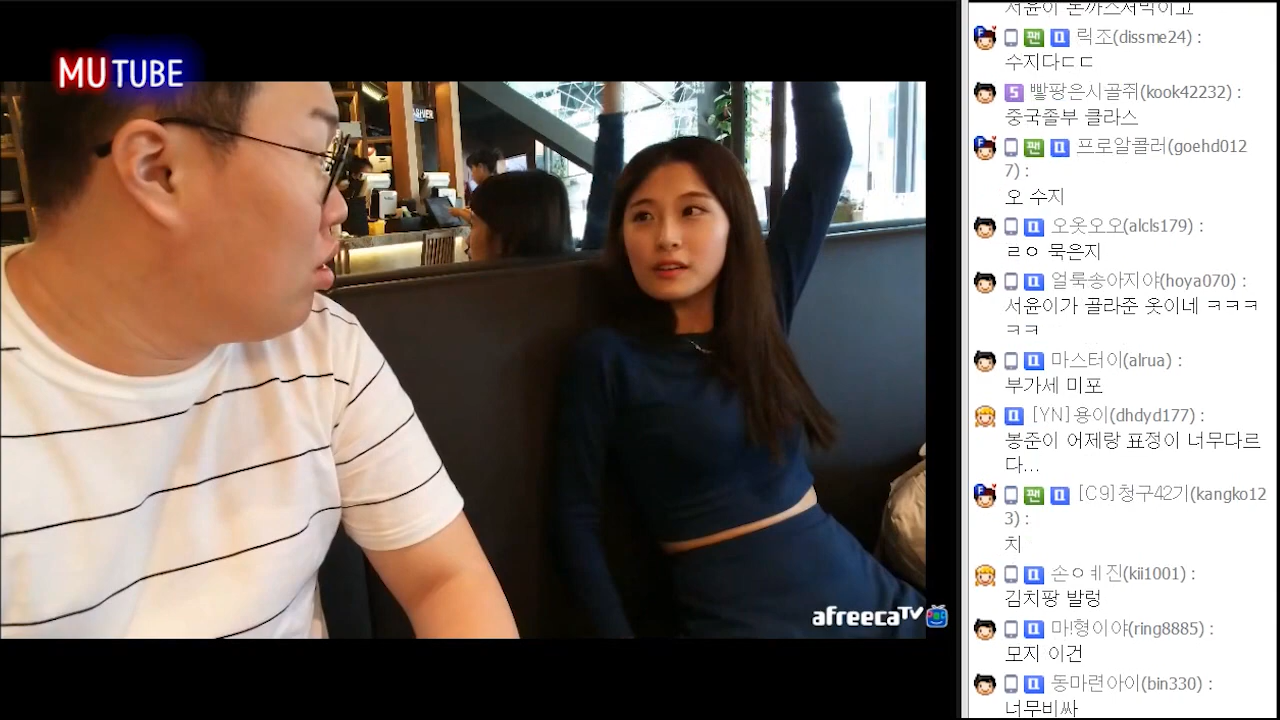 MUTUBE
afreecaTV
서윤이 돈까스처먹이고
팬 릭조(dissme24) :
수지다ㄷㄷ
S 빨팡은시골쥐(kook42232) :
중국졸부 클라스
팬 프로알콜러(goehd012
7) :
오 수지
오옷오오(alcls179) :
ㄹㅇ 묵은지
얼룩송아지야(hoya070) :
서윤이가 골라준 옷이네 ㅋㅋㅋ
ㅋㅋ
마스터이(alrua) :
부가세 미포
[YN]용이(dhdyd177) :
봉준이 어제랑 표정이 너무다르
다...
팬 [C9]청구42기(kangko12
3) :
치
손ㅇㅖ진(kii1001) :
김치팡 발렁
마!형이야(ring8885) :
모지 이건
동마련아이(bin330) :
너무비싸